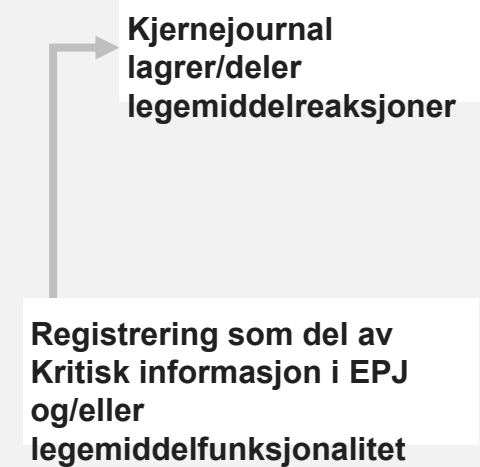 Kjernejournal
lagrer/deler
legemiddelreaksjoner
Registrering som del av
Kritisk informasjon i EPJ
og/eller
legemiddelfunksjonalitet